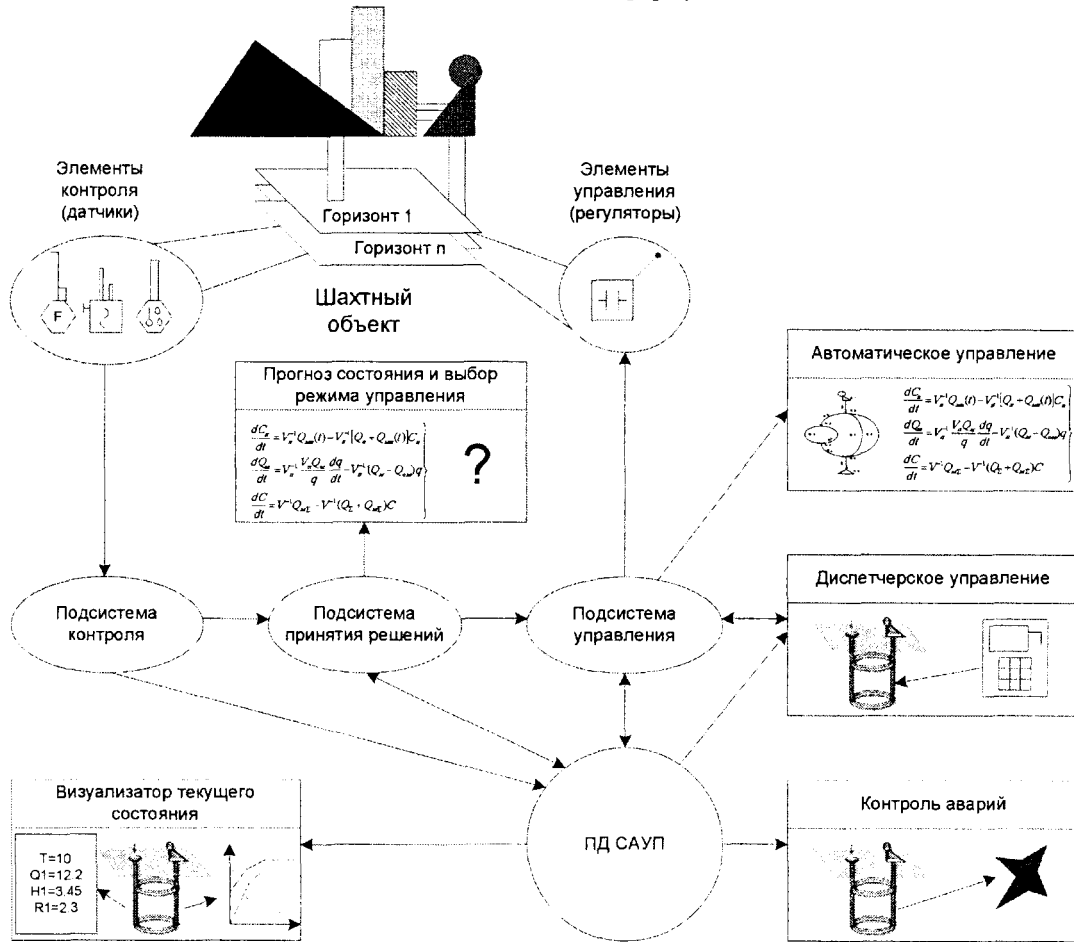 Элементы
контроля
(датчики)
Элементы
управления
(регуляторы)
Горизонт 1
Горизонт n
Шахтный
объект
F
Прогноз состояния и выбор
режима управления
?
Автоматическое управление
Подсистема
контроля
Подсистема
принятия решений
Подсистема
управления
Диспетчерское управление
Визуализатор текущего
состояния
T=10
Q1=12.2
H1=3.45
R1=2.3
ПД САУП
Контроль аварий